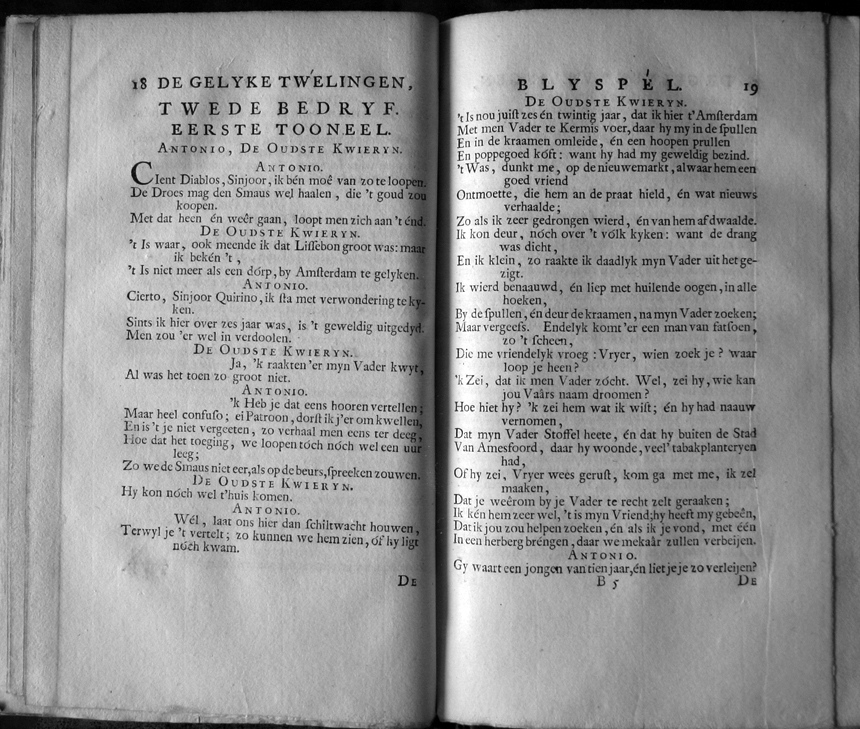 18 DE GELYKE TWÉLINGEN,
TWEDE BEDRYF.
EERSTE TOONEEL.
ANTONIO, DE OUDSTE KWIERYN.
ANTONIO.
CIent Diablos, Sinjoor, ik bén moê van zo te loopen.
De Droes mag den Smaus wel haalen, die 't goud zou
koopen.
Met dat heen én weêr gaan, loopt men zich aan 't énd.
DE OUDSTE KWIERYN.
't Is waar, ook meende ik dat Lissebon groot was: maar
ik bekén 't,
't Is niet meer als een dórp, by Amsterdam te gelyken.
ANTONIO.
Cierto, Sinjoor Quirino, ik sta met verwondering te ky-
ken.
Sints ik hier over zes jaar was, is 't geweldig uitgedyd.
Men zou 'er wel in verdoolen.
DE OUDSTE KWIERYN.
Ja, 'k raakten 'er myn Vader kwyt,
Al was het toen zo groot niet.
ANTONIO.
'k Heb je dat eens hooren vertellen;
Maar heel confuso; ei Patroon, dorst ik j'er om kwellen,
En is 't je niet vergeeten, zo verhaal men eens ter deeg,
Hoe dat het toeging, we loopen tóch nóch wel een uur
leeg;
Zo we de Smaus niet eer, als op de beurs, spreeken zouwen.
DE OUDSTE KWIERYN.
Hy kon nóch wel t'huis komen.
ANTONIO.
Wél, laat ons hier dan schiltwacht houwen,
Terwyl je 't vertelt; zo kunnen we hem zien, óf hy ligt
nóch kwam.
DE
BLYSPÉL. 19
DE OUDSTE KWIERYN.
't Is nou juist zes én twintig jaar, dat ik hier t'Amsterdam
Met men Vader te Kermis voer, daar hy my in de spullen
En in de kraamen omleide, én een hoopen prullen
En poppegoed kóft: want hy had my geweldig bezind.
't Was, dunkt me, op de nieuwemarkt, alwaar hem een
goed vriend
Ontmoette, die hem an de praat hield, én wat nieuws
verhaalde;
Zo als ik zeer gedrongen wierd, én van hem afdwaalde.
Ik kon deur, nóch over 't vólk kyken: want de drang
was dicht,
En ik klein, zo raakte ik daadlyk myn Vader uit het ge-
zigt.
Ik wierd benaauwd, én liep met huilende oogen, in alle
hoeken,
By de spullen, én deur de kraamen, na myn Vader zoeken;
Maar vergeefs. Endelyk komt 'er een man van fatsoen,
zo 't scheen,
Die me vriendelyk vroeg: Vryer, wien zoek je? waar
loop je heen?
'k Zei, dat ik men Vader zócht. Wel, zei hy, wie kan
jou Vaârs naam droomen?
Hoe hiet hy? 'k zei hem wat ik wist; én hy had naauw
vernomen,
Dat myn Vader Stoffel heete, én dat hy buiten de Stad
Van Amesfoord, daar hy woonde, veel' tabakplanteryen
had,
Of hy zei, Vryer wees gerust, kom ga met me, ik zel
maaken,
Dat je weêrom by je Vader te recht zelt geraaken;
Ik kén hem zeer wel, 't is myn Vriend; hy heeft my gebeên,
Dat ik jou zou helpen zoeken, én als ik je vond, met één
In een herberg bréngen, daar we mekaâr zullen verbeijen.
ANTONIO.
Gy waart een jongen van tien jaar, én liet je je zo verleijen?
B 5 DE